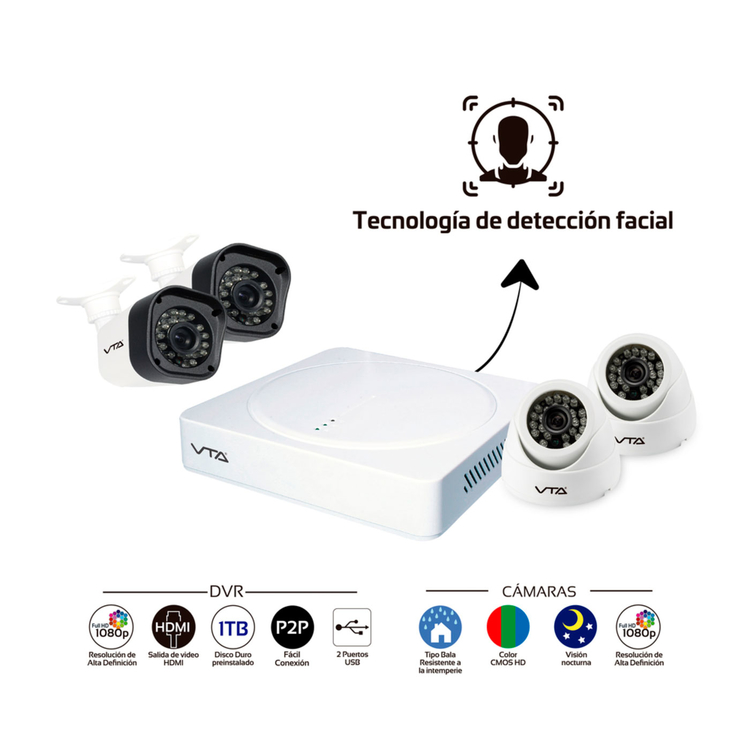 Tecnología de detección facial
VTA
VTA
VTA
VTA
DVR
Full HD
1080p
Resolución de
Alta Definición
HDMI
Salida de video
HDMI
1TB
Disco Duro
preinstalado
P2P
Fácil
Conexión
2 Puertos
USB
CÁMARAS
Tipo Bala
Resistente a
la intemperie
Color
CMOS HD
Visión
nocturna
Full HD
1080p
Resolución de
Alta Definición